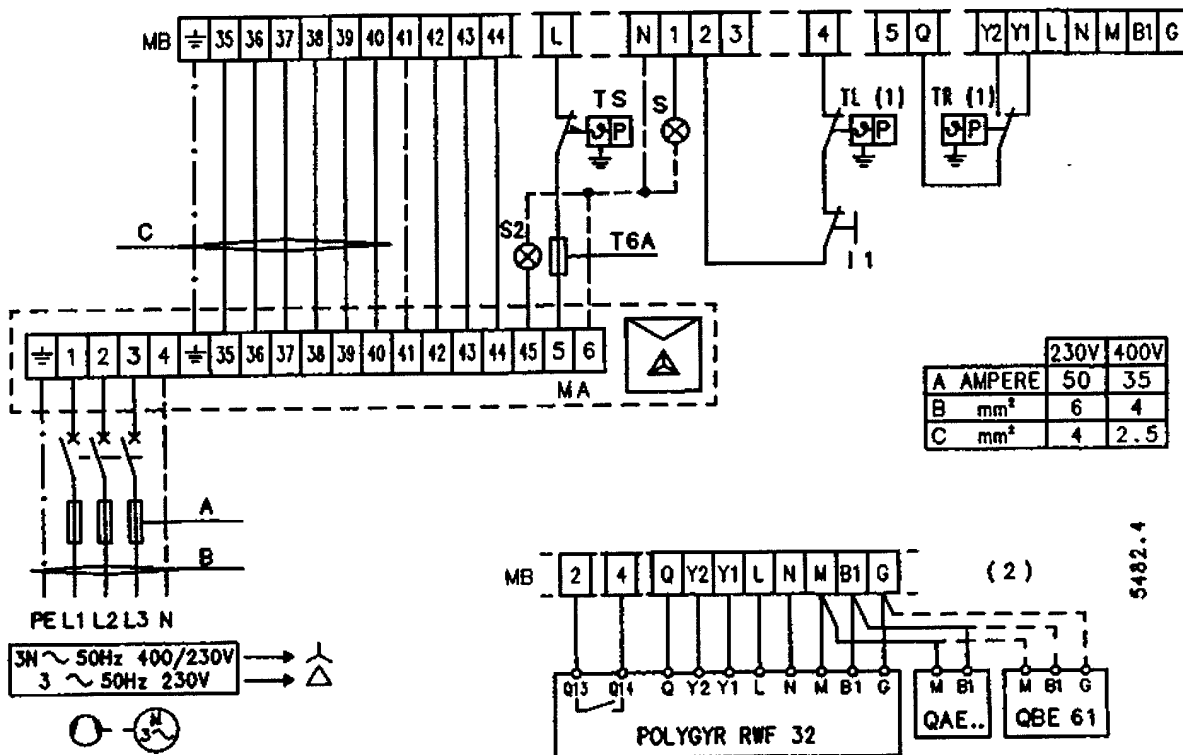 MB 35 36 37 38 39 40 41 42 43 44 L N 1 2 3 4 5 Q Y2 Y1 L N M B1 G
TS S TL (1) TR (1)
P P P
C S2 T6A I1
1 2 3 4 35 36 37 38 39 40 41 42 43 44 45 5 6
MA
230V 400V
A AMPERE 50 35
B mm² 6 4
C mm² 4 2.5
A
B
PE L1 L2 L3 N
3N ~ 50Hz 400/230V
3 ~ 50Hz 230V
M
3~
MB 2 4 Q Y2 Y1 L N M B1 G (2)
5482.4
Q13 Q14 Q Y2 Y1 L N M B1 G M B1 M B1 G
POLYGYR RWF 32 QAE.. QBE 61